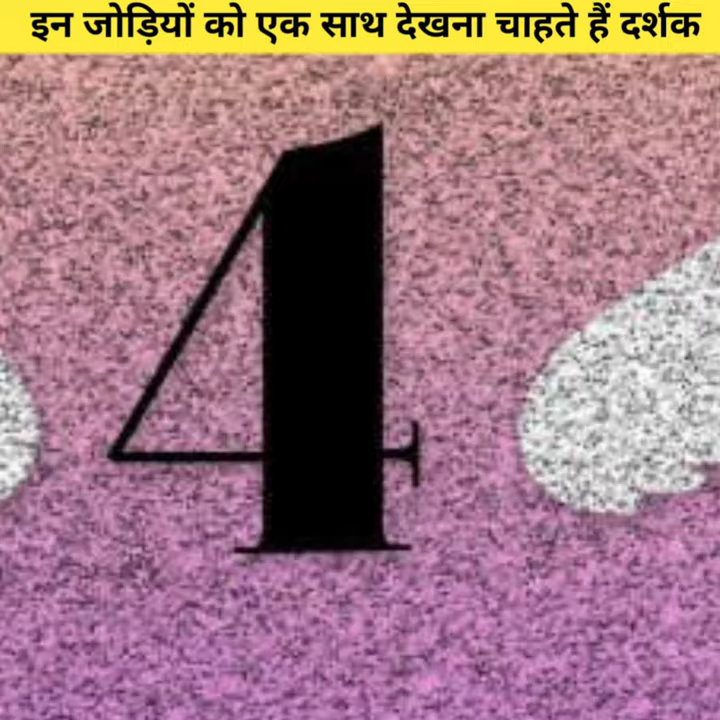 इन जोड़ियों को एक साथ देखना चाहते हैं दर्शक
4